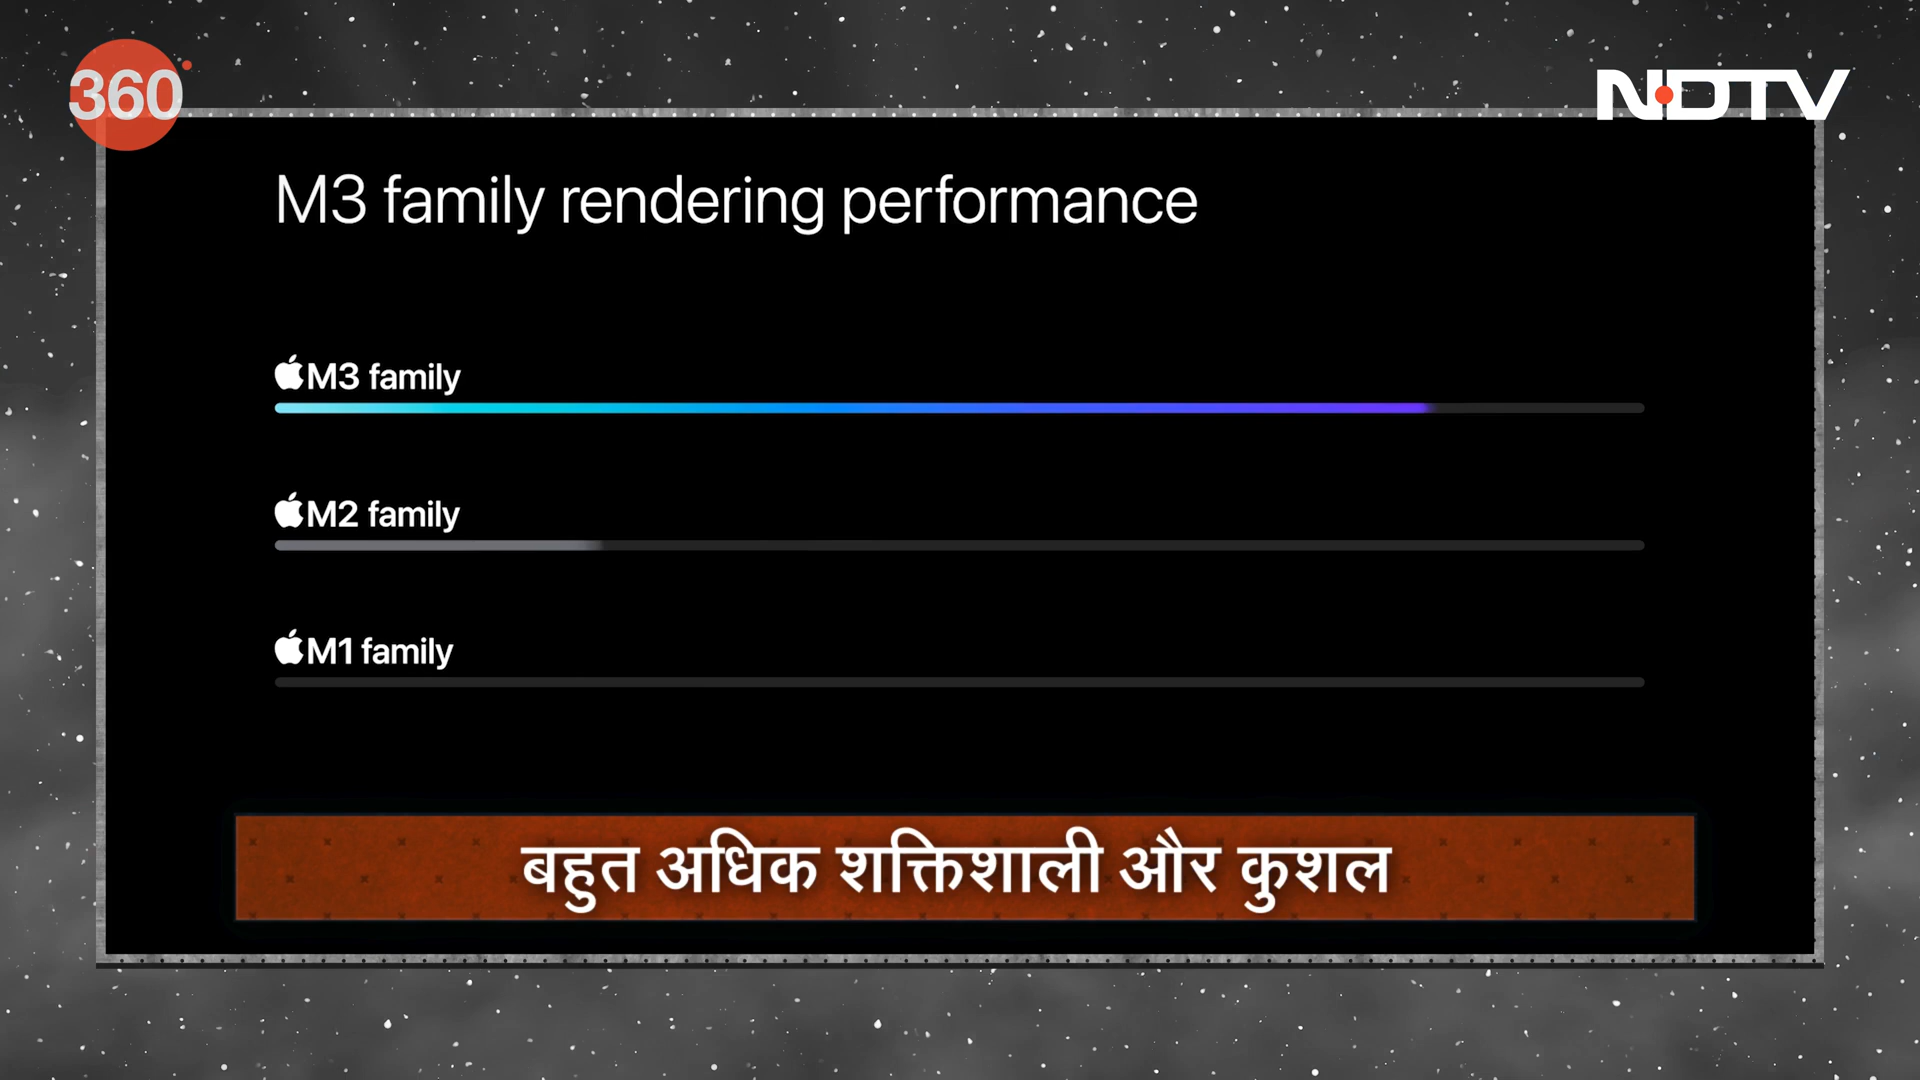 360
NDTV
M3 family rendering performance
M3 family
M2 family
M1 family
बहुत अधिक शक्तिशाली और कुशल